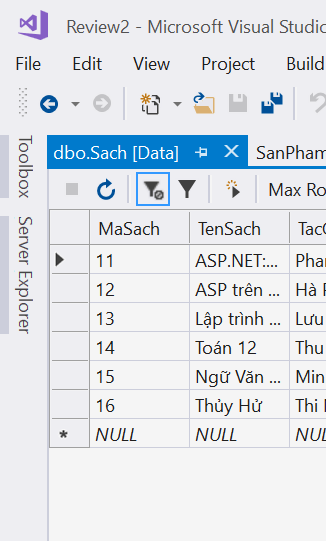 Review2 - Microsoft Visual Studio
File Edit View Project Build
Toolbox
Server Explorer
dbo.Sach [Data] SanPham
Max Ro
MaSach TenSach TacG
11 ASP.NET:... Phan
12 ASP trên ... Hà P
13 Lập trình ... Lưu
14 Toán 12 Thu
15 Ngữ Văn ... Min
16 Thủy Hử Thi
* NULL NULL NUL